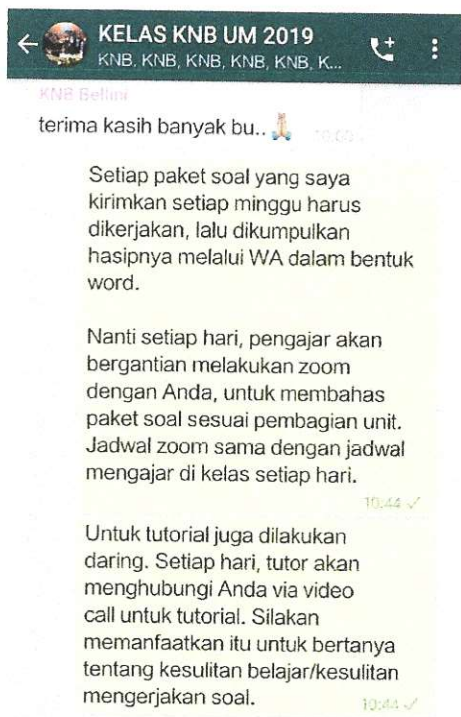 KELAS KNB UM 2019
KNB, KNB, KNB, KNB, KNB, K...
KNB Bellini
terima kasih banyak bu..
Setiap paket soal yang saya
kirimkan setiap minggu harus
dikerjakan, lalu dikumpulkan
hasipnya melalui WA dalam bentuk
word.
Nanti setiap hari, pengajar akan
bergantian melakukan zoom
dengan Anda, untuk membahas
paket soal sesuai pembagian unit.
Jadwal zoom sama dengan jadwal
mengajar di kelas setiap hari.
10:44
Untuk tutorial juga dilakukan
daring. Setiap hari, tutor akan
menghubungi Anda via video
call untuk tutorial. Silakan
memanfaatkan itu untuk bertanya
tentang kesulitan belajar/kesulitan
mengerjakan soal.
10:44